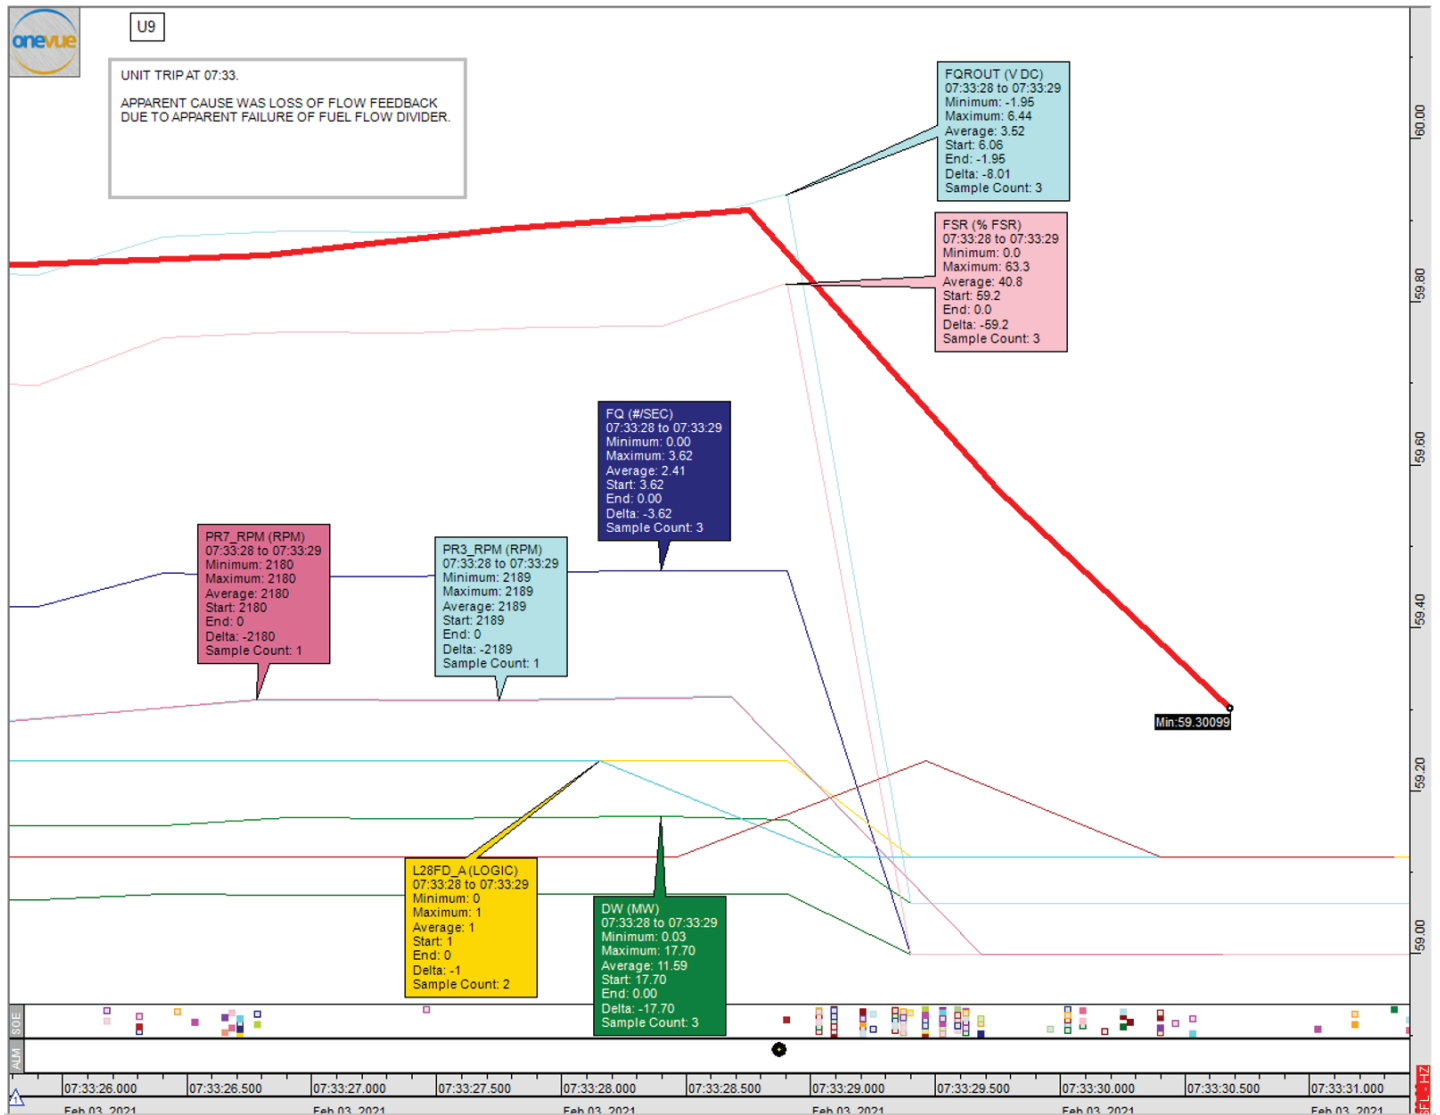 onevue
U9
UNIT TRIP AT 07:33.
APPARENT CAUSE WAS LOSS OF FLOW FEEDBACK
DUE TO APPARENT FAILURE OF FUEL FLOW DIVIDER.
FQROUT (V DC)
07:33:28 to 07:33:29
Minimum: -1.95
Maximum: 6.44
Average: 3.52
Start: 6.06
End: -1.95
Delta: -8.01
Sample Count: 3
FSR (% FSR)
07:33:28 to 07:33:29
Minimum: 0.0
Maximum: 63.3
Average: 40.8
Start: 59.2
End: 0.0
Delta: -59.2
Sample Count: 3
FQ (#/SEC)
07:33:28 to 07:33:29
Minimum: 0.00
Maximum: 3.62
Average: 2.41
Start: 3.62
End: 0.00
Delta: -3.62
Sample Count: 3
PR7_RPM (RPM)
07:33:28 to 07:33:29
Minimum: 2180
Maximum: 2180
Average: 2180
Start: 2180
End: 0
Delta: -2180
Sample Count: 1
PR3_RPM (RPM)
07:33:28 to 07:33:29
Minimum: 2189
Maximum: 2189
Average: 2189
Start: 2189
End: 0
Delta: -2189
Sample Count: 1
Min:59.30099
L28FD_A (LOGIC)
07:33:28 to 07:33:29
Minimum: 0
Maximum: 1
Average: 1
Start: 1
End: 0
Delta: -1
Sample Count: 2
DW (MW)
07:33:28 to 07:33:29
Minimum: 0.03
Maximum: 17.70
Average: 11.59
Start: 17.70
End: 0.00
Delta: -17.70
Sample Count: 3
60.00
59.80
59.60
59.40
59.20
59.00
SOE
ALM
07:33:26.000 07:33:26.500 07:33:27.000 07:33:27.500 07:33:28.000 07:33:28.500 07:33:29.000 07:33:29.500 07:33:30.000 07:33:30.500 07:33:31.000
Feb 03, 2021 Feb 03, 2021 Feb 03, 2021 Feb 03, 2021 Feb 03, 2021 Feb 03, 2021
1
SFL - HZ